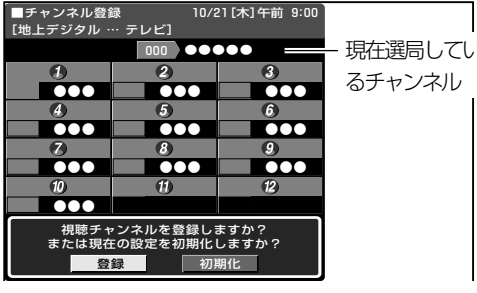 ■チャンネル登録 10/21[木]午前 9:00
[地上デジタル … テレビ]
000 ●●●●●
現在選局してい
るチャンネル
1 2 3
●●● ●●● ●●●
4 5 6
●●● ●●● ●●●
7 8 9
●●● ●●● ●●●
10 11 12
●●●
視聴チャンネルを登録しますか?
または現在の設定を初期化しますか?
登録 初期化